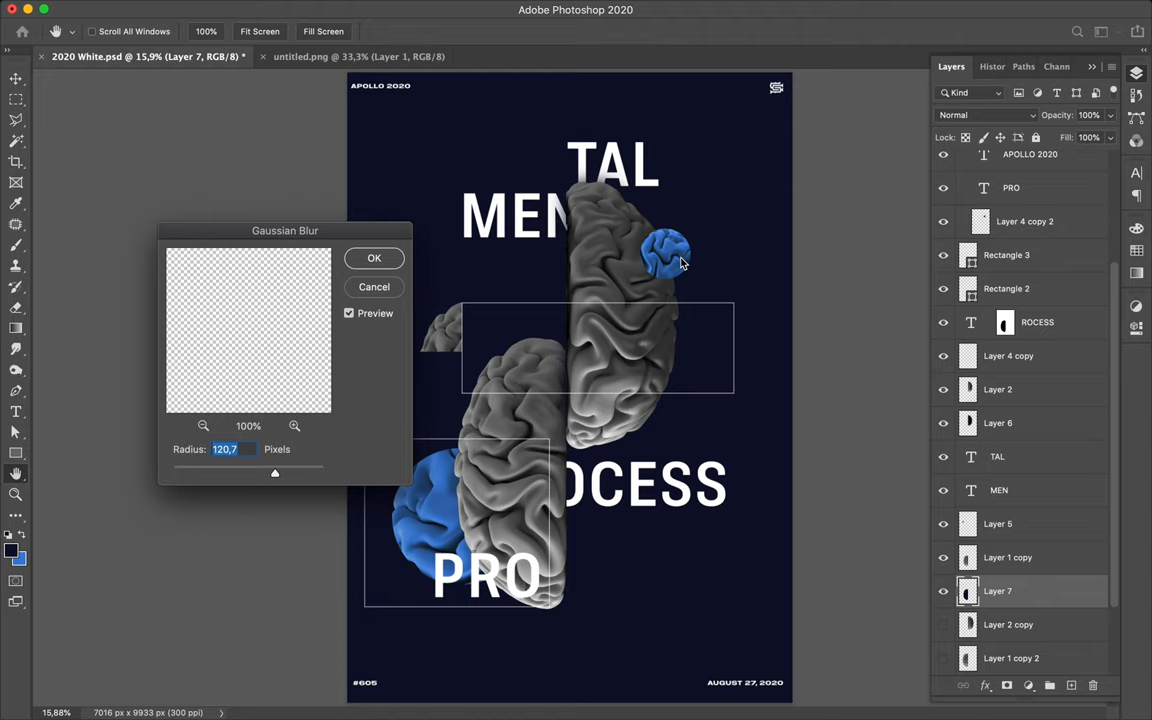 Adobe Photoshop 2020
Scroll All Windows
100%
Fit Screen
Fill Screen
2020 White.psd @ 15,9% (Layer 7, RGB/8) *
untitled.png @ 33,3% (Layer 1, RGB/8)
Layers
Histor
Paths
Chann
Kind
Normal
Opacity: 100%
Lock:
Fill: 100%
APOLLO 2020
PRO
Layer 4 copy 2
Rectangle 3
Rectangle 2
ROCESS
Layer 4 copy
Layer 2
Layer 6
TAL
MEN
Layer 5
Layer 1 copy
Layer 7
Layer 2 copy
Layer 1 copy 2
Gaussian Blur
OK
Cancel
Preview
100%
Radius: 120,7 Pixels
APOLLO 2020
TAL
MEN
OCESS
PRO
#605
AUGUST 27, 2020
15,88%
7016 px x 9933 px (300 ppi)